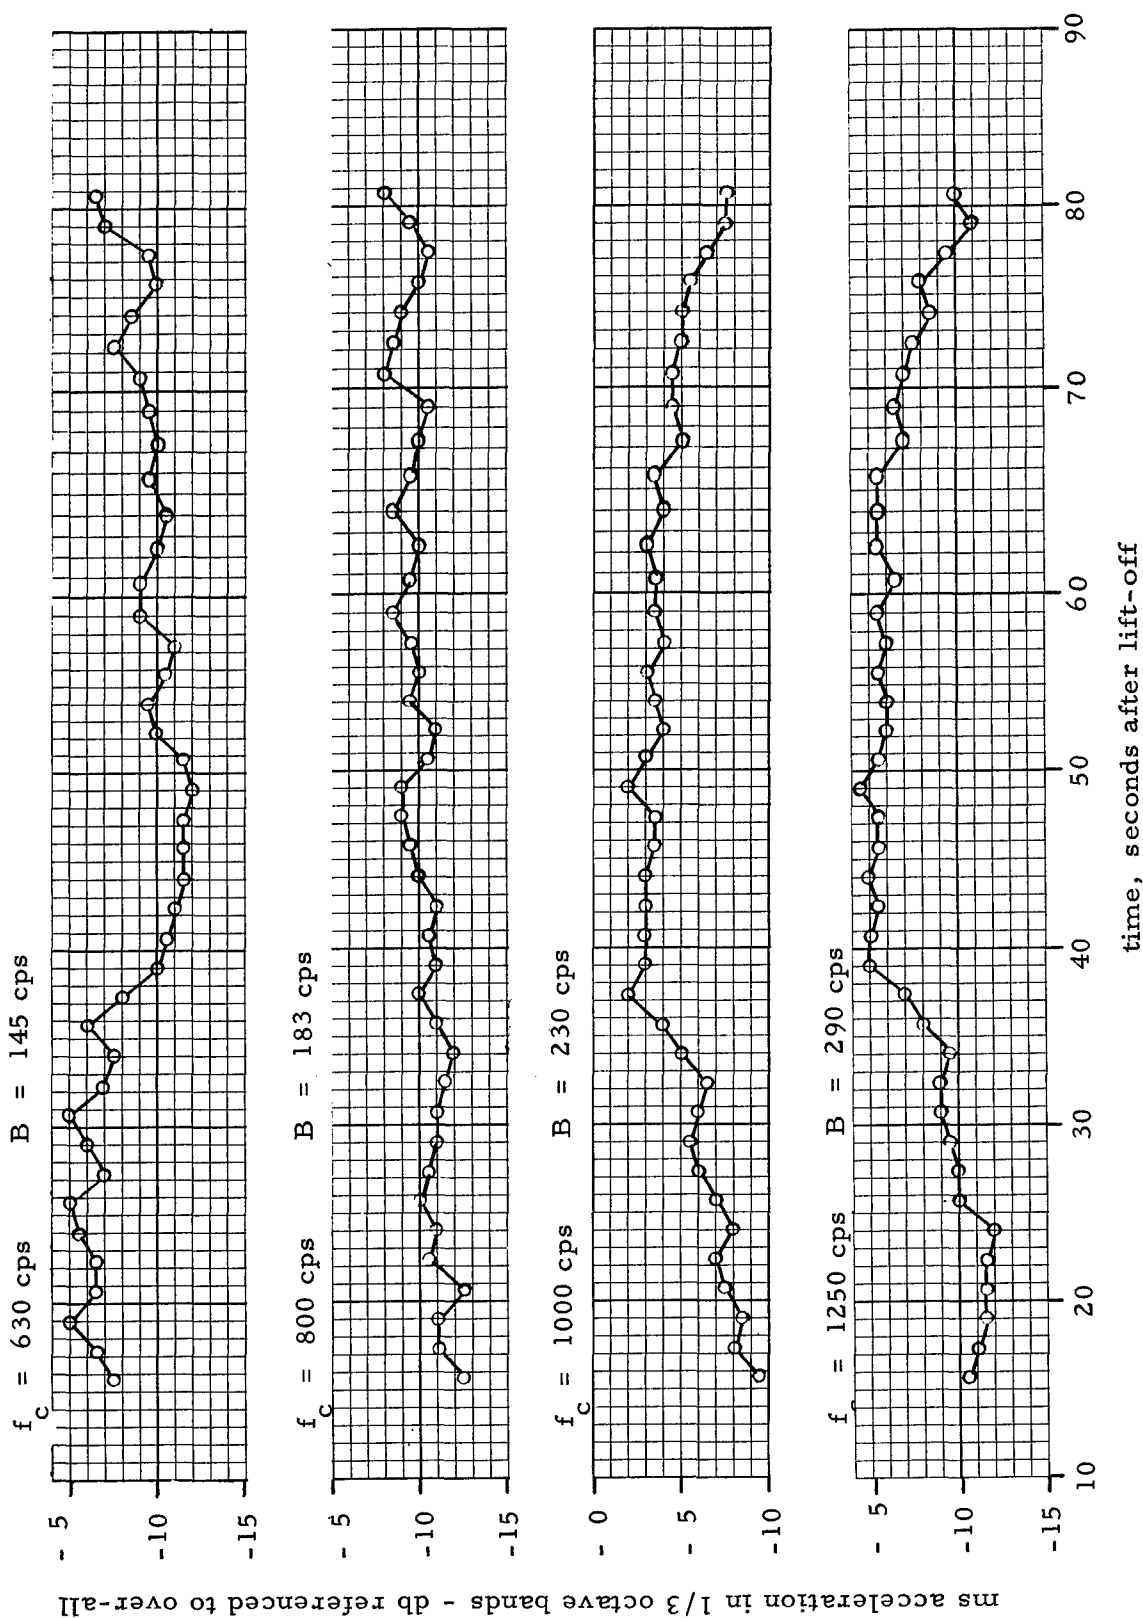 ms acceleration in 1/3 octave bands - db referenced to over-all
f_c = 630 cps B = 145 cps
- 5
- 10
- 15
f_c = 800 cps B = 183 cps
- 5
- 10
- 15
f_c = 1000 cps B = 230 cps
- 0
- 5
- 10
f_c = 1250 cps B = 290 cps
- 5
- 10
- 15
10 20 30 40 50 60 70 80 90
time, seconds after lift-off